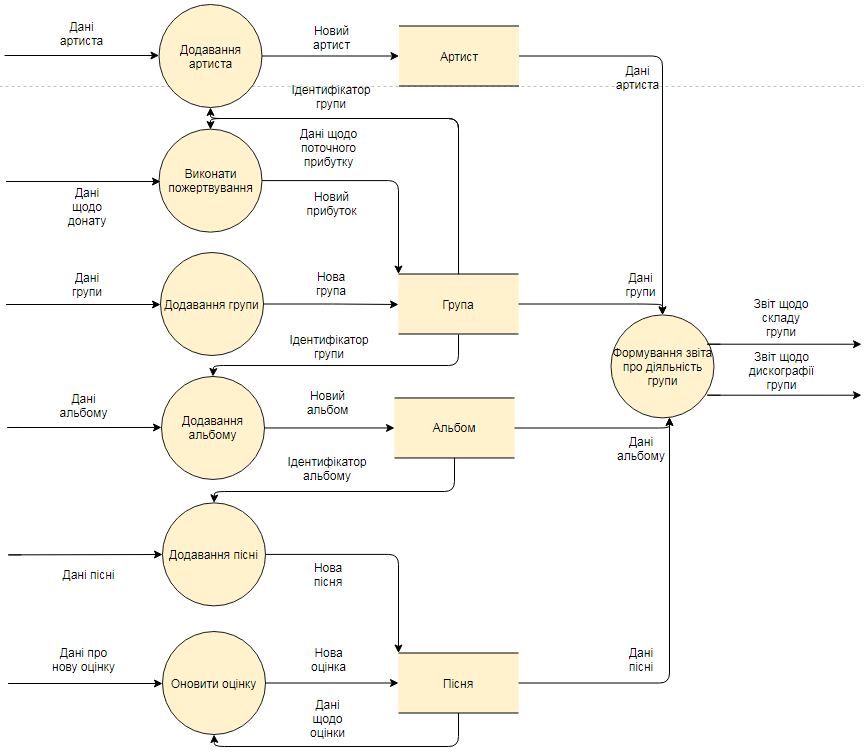 Дані
артиста
Додавання
артиста
Новий
артист
Артист
Дані
артиста
Ідентифікатор
групи
Дані щодо
поточного
прибутку
Виконати
пожертвування
Дані
щодо
донату
Новий
прибуток
Дані
групи
Додавання групи
Нова
група
Група
Дані
групи
Звіт щодо
складу
групи
Формування звіта
про діяльність
групи
Звіт щодо
дискографії
групи
Ідентифікатор
групи
Дані
альбому
Додавання
альбому
Новий
альбом
Альбом
Дані
альбому
Ідентифікатор
альбому
Додавання пісні
Дані пісні
Нова
пісня
Дані про
нову оцінку
Оновити оцінку
Нова
оцінка
Пісня
Дані
пісні
Дані
щодо
оцінки